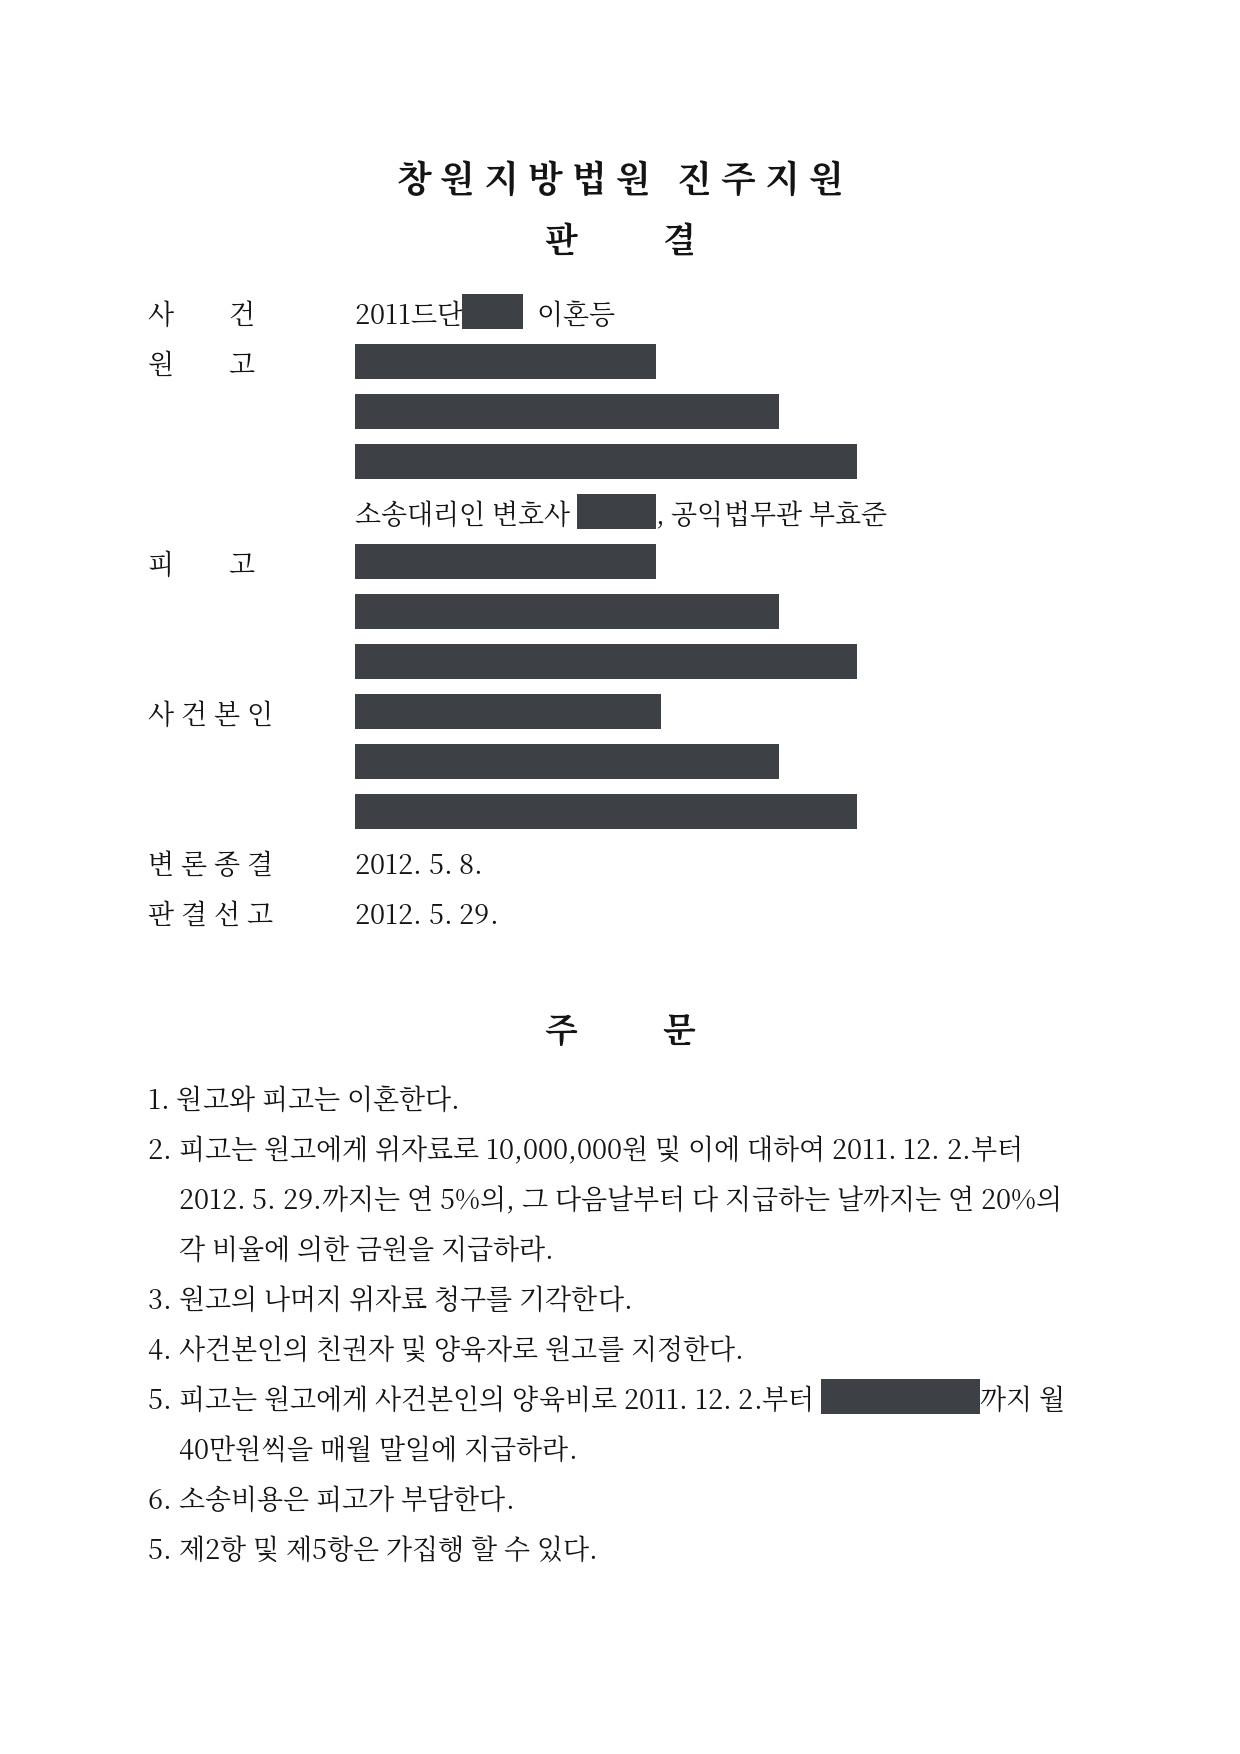 창원지방법원 진주지원
판 결
사 건 2011드단 이혼등
원 고
소송대리인 변호사 , 공익법무관 부효준
피 고
사 건 본 인
변 론 종 결 2012. 5. 8.
판 결 선 고 2012. 5. 29.
주 문
1. 원고와 피고는 이혼한다.
2. 피고는 원고에게 위자료로 10,000,000원 및 이에 대하여 2011. 12. 2.부터
2012. 5. 29.까지는 연 5%의, 그 다음날부터 다 지급하는 날까지는 연 20%의
각 비율에 의한 금원을 지급하라.
3. 원고의 나머지 위자료 청구를 기각한다.
4. 사건본인의 친권자 및 양육자로 원고를 지정한다.
5. 피고는 원고에게 사건본인의 양육비로 2011. 12. 2.부터 까지 월
40만원씩을 매월 말일에 지급하라.
6. 소송비용은 피고가 부담한다.
5. 제2항 및 제5항은 가집행 할 수 있다.